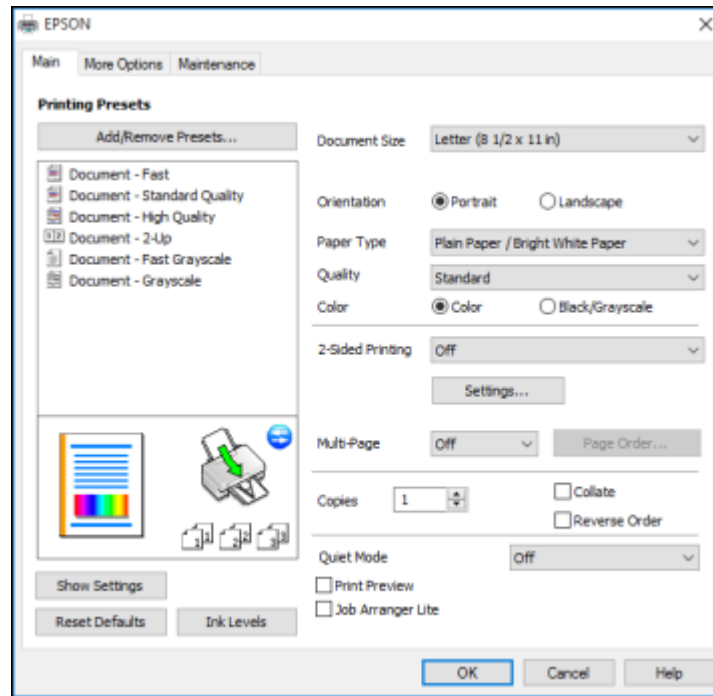 EPSON
Main
More Options
Maintenance
Printing Presets
Add/Remove Presets...
Document - Fast
Document - Standard Quality
Document - High Quality
Document - 2-Up
Document - Fast Grayscale
Document - Grayscale
Show Settings
Reset Defaults
Ink Levels
Document Size
Letter (8 1/2 x 11 in)
Orientation
Portrait
Landscape
Paper Type
Plain Paper / Bright White Paper
Quality
Standard
Color
Color
Black/Grayscale
2-Sided Printing
Off
Settings...
Multi-Page
Off
Page Order...
Copies
1
Collate
Reverse Order
Quiet Mode
Off
Print Preview
Job Arranger Lite
OK
Cancel
Help